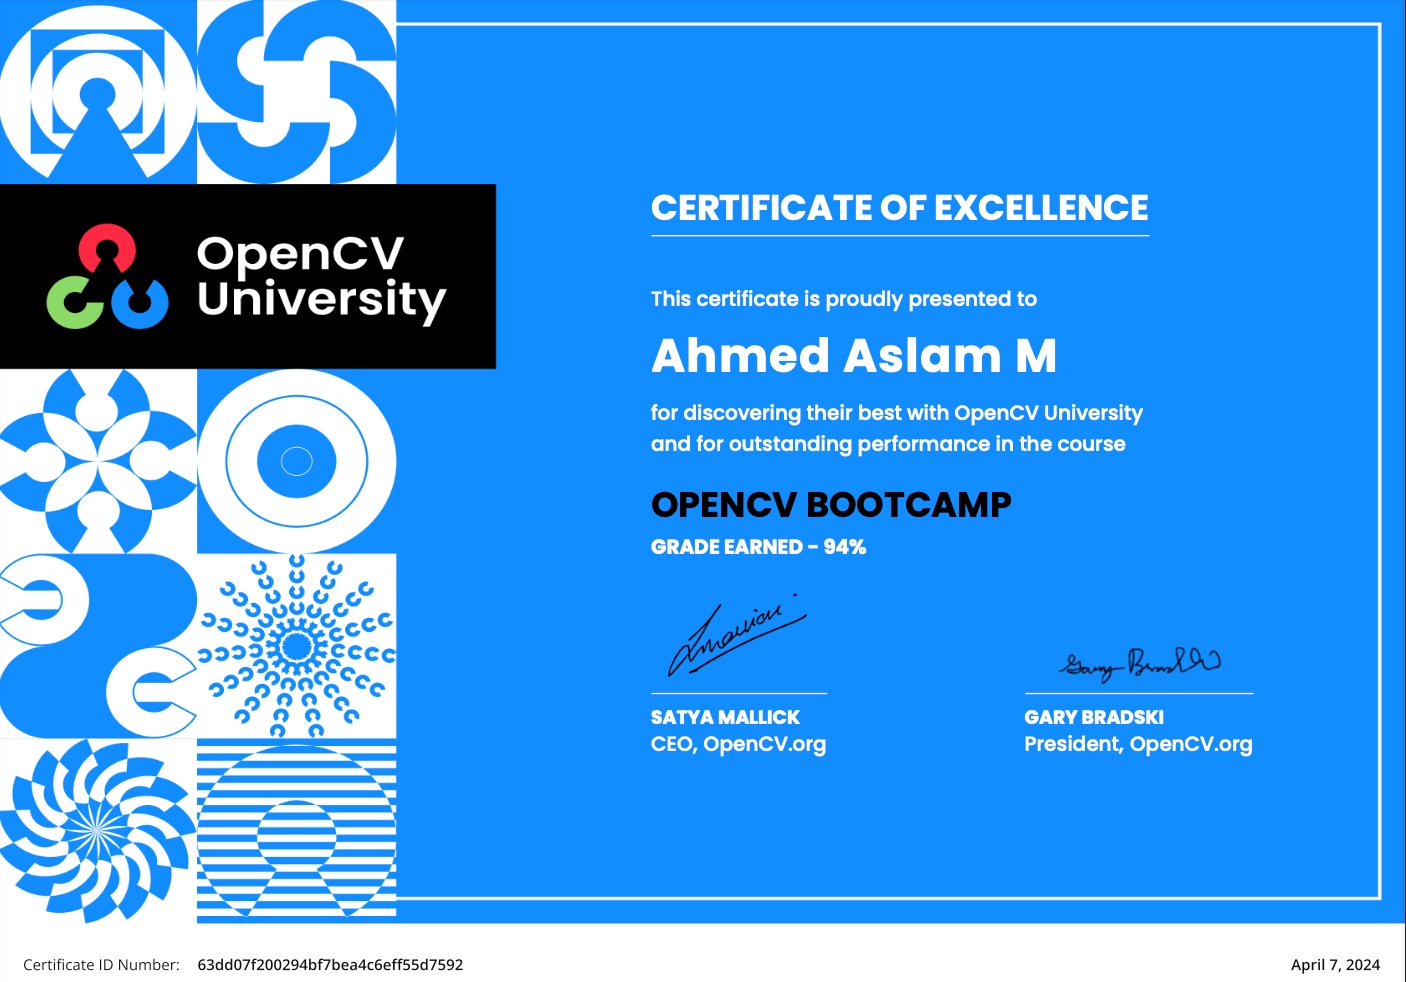 OpenCV
University
CERTIFICATE OF EXCELLENCE
This certificate is proudly presented to
Ahmed Aslam M
for discovering their best with OpenCV University
and for outstanding performance in the course
OPENCV BOOTCAMP
GRADE EARNED - 94%
SATYA MALLICK
CEO, OpenCV.org
Gary Bradski
GARY BRADSKI
President, OpenCV.org
Certificate ID Number: 63dd07f200294bf7bea4c6eff55d7592
April 7, 2024